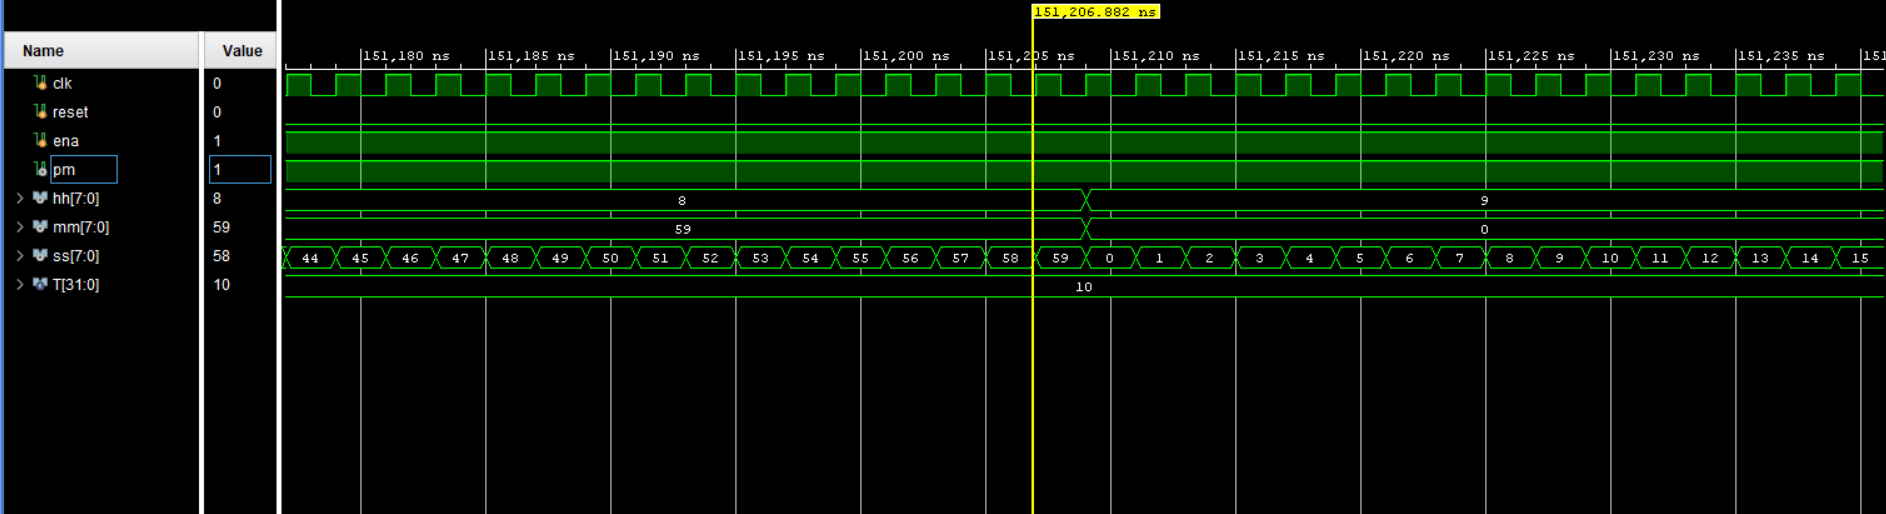 151,206.882 ns
Name Value 151,180 ns 151,185 ns 151,190 ns 151,195 ns 151,200 ns 151,205 ns 151,210 ns 151,215 ns 151,220 ns 151,225 ns 151,230 ns 151,235 ns
clk 0
reset 0
ena 1
pm 1
hh[7:0] 8 8 9
mm[7:0] 59 59 0
ss[7:0] 58 44 45 46 47 48 49 50 51 52 53 54 55 56 57 58 59 0 1 2 3 4 5 6 7 8 9 10 11 12 13 14 15
T[31:0] 10 10